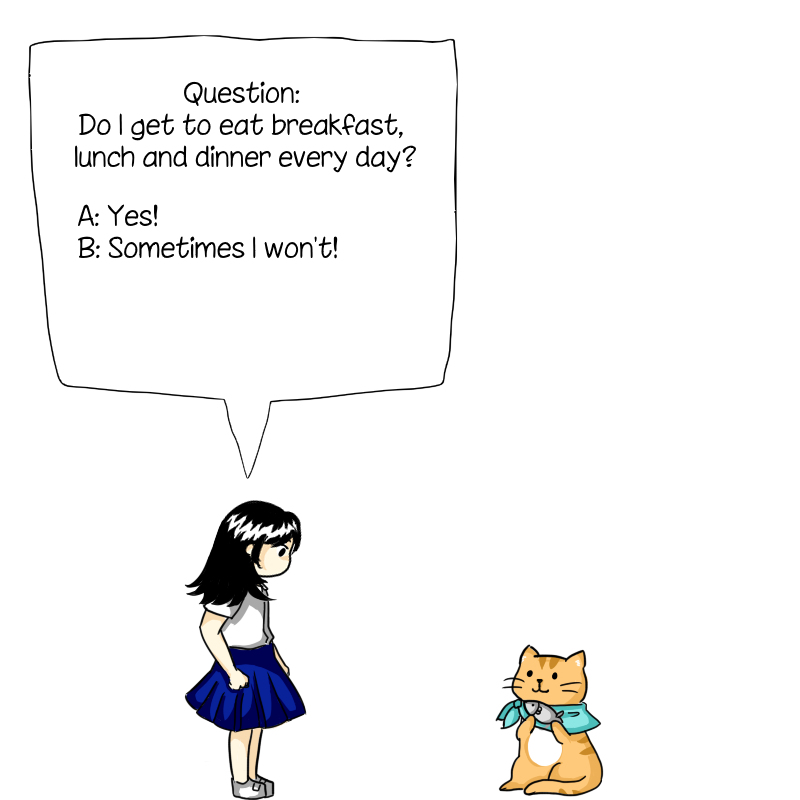 Question:
Do I get to eat breakfast,
lunch and dinner every day?
A: Yes!
B: Sometimes I won't!